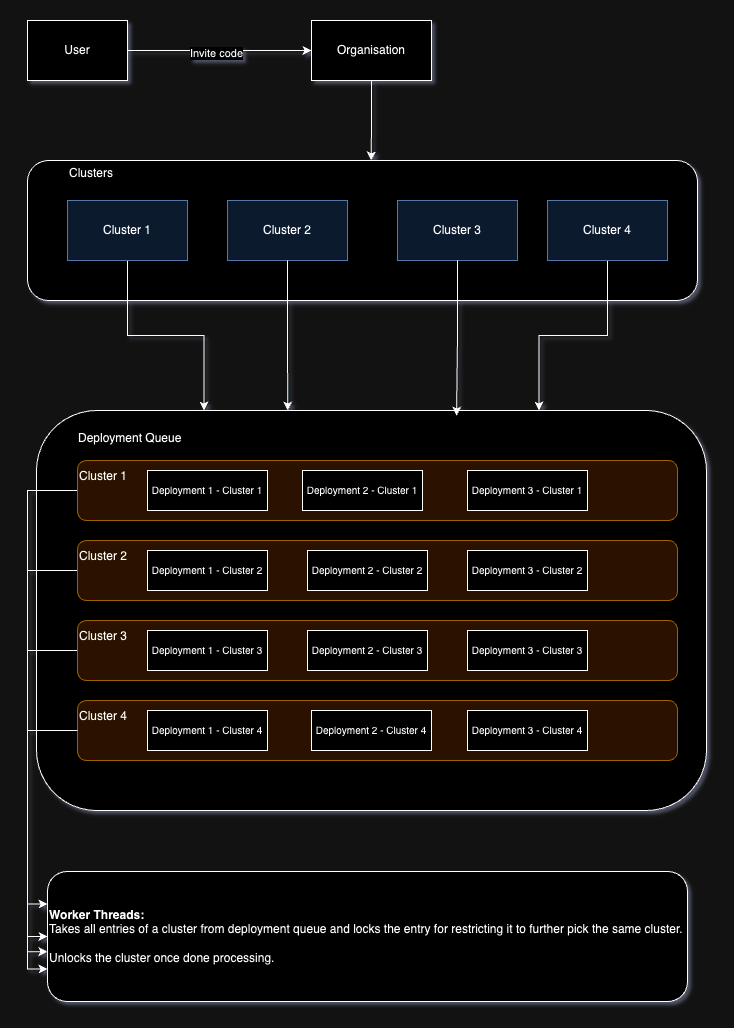 User
Invite code
Organisation
Clusters
Cluster 1
Cluster 2
Cluster 3
Cluster 4
Deployment Queue
Cluster 1
Deployment 1 - Cluster 1
Deployment 2 - Cluster 1
Deployment 3 - Cluster 1
Cluster 2
Deployment 1 - Cluster 2
Deployment 2 - Cluster 2
Deployment 3 - Cluster 2
Cluster 3
Deployment 1 - Cluster 3
Deployment 2 - Cluster 3
Deployment 3 - Cluster 3
Cluster 4
Deployment 1 - Cluster 4
Deployment 2 - Cluster 4
Deployment 3 - Cluster 4
Worker Threads:
Takes all entries of a cluster from deployment queue and locks the entry for restricting it to further pick the same cluster.
Unlocks the cluster once done processing.